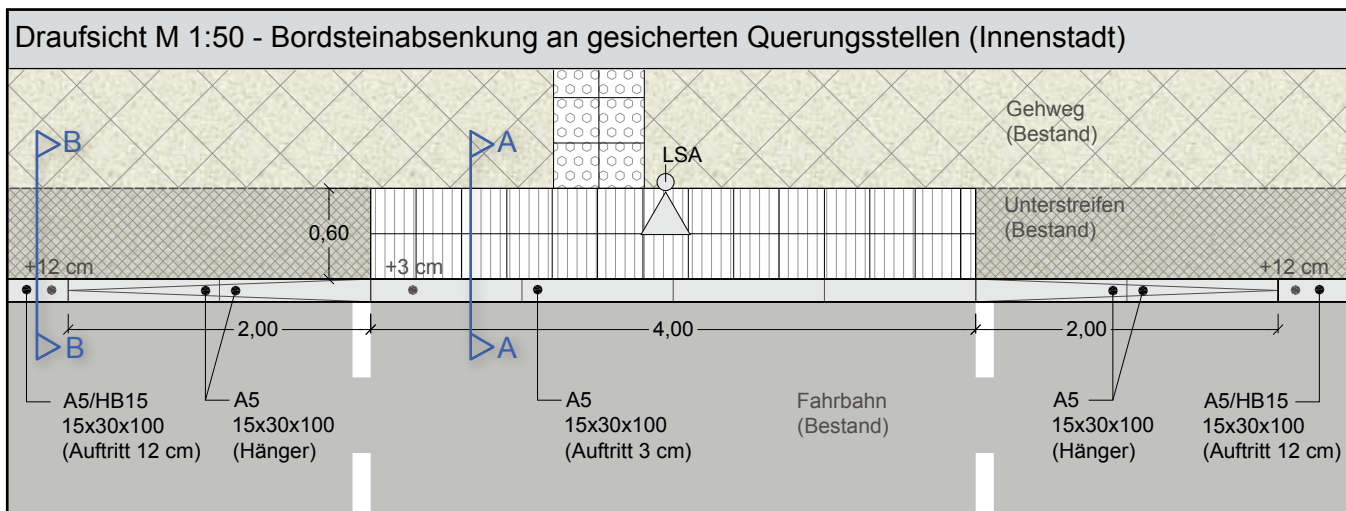 Draufsicht M 1:50 - Bordsteinabsenkung an gesicherten Querungsstellen (Innenstadt)
Gehweg
(Bestand)
B
A
LSA
Unterstreifen
(Bestand)
0,60
+12 cm
+3 cm
+12 cm
2,00
4,00
2,00
B
A
A5/HB15
15x30x100
(Auftritt 12 cm)
A5
15x30x100
(Hänger)
A5
15x30x100
(Auftritt 3 cm)
Fahrbahn
(Bestand)
A5
15x30x100
(Hänger)
A5/HB15
15x30x100
(Auftritt 12 cm)